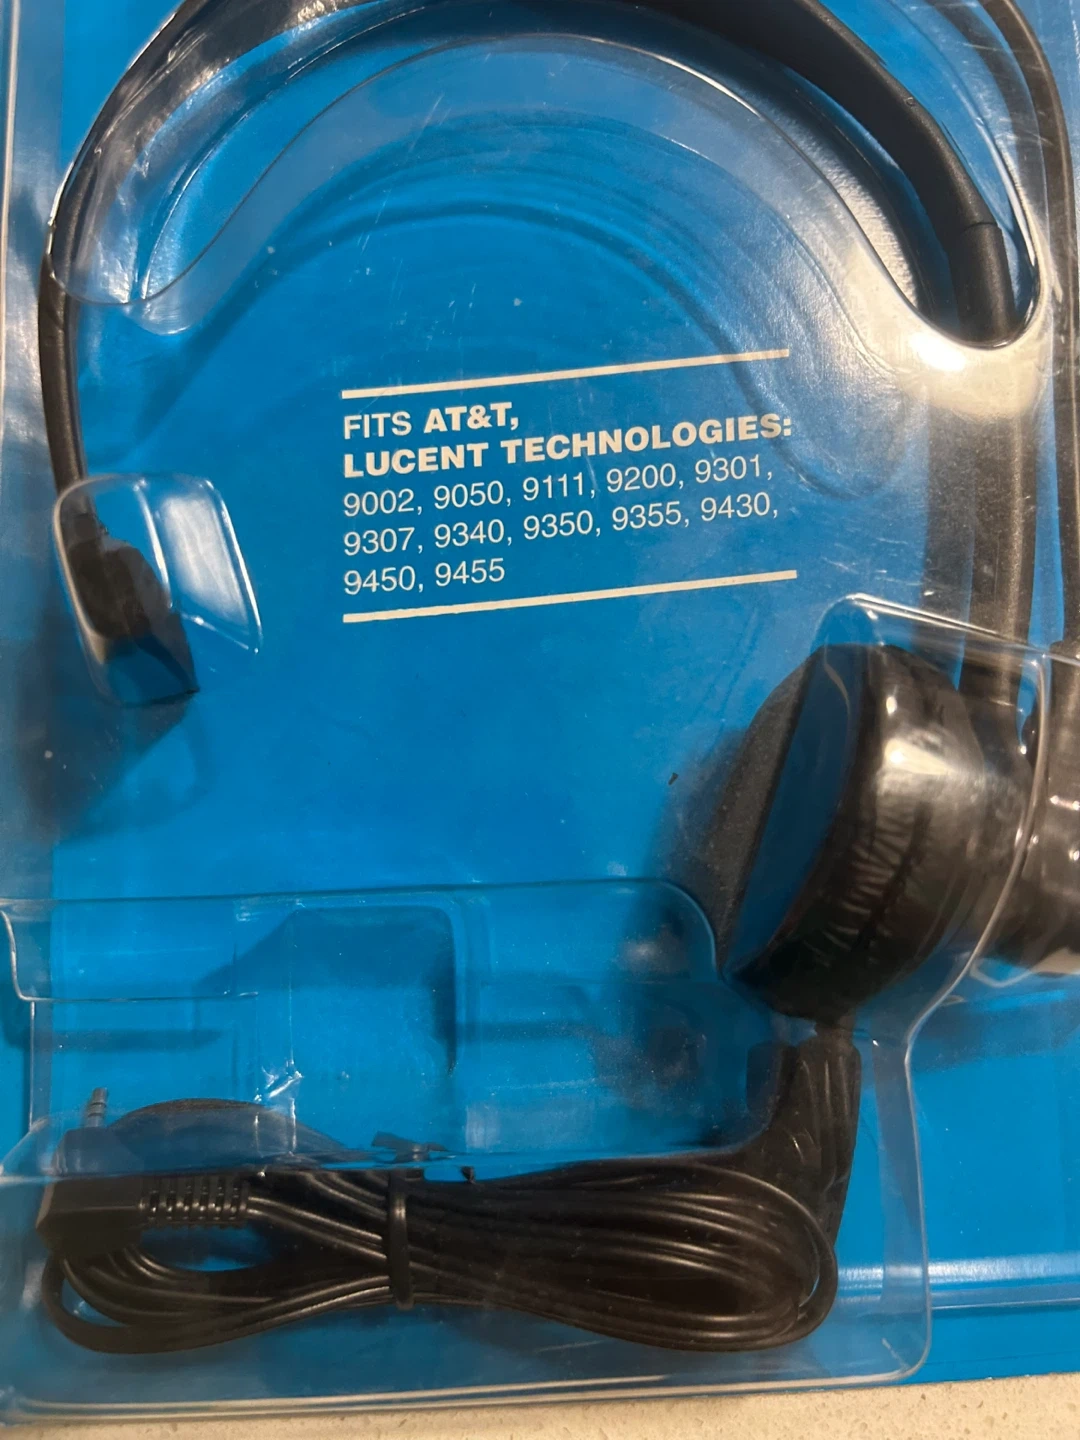 FITS AT&T,
LUCENT TECHNOLOGIES:
9002, 9050, 9111, 9200, 9301,
9307, 9340, 9350, 9355, 9430,
9450, 9455